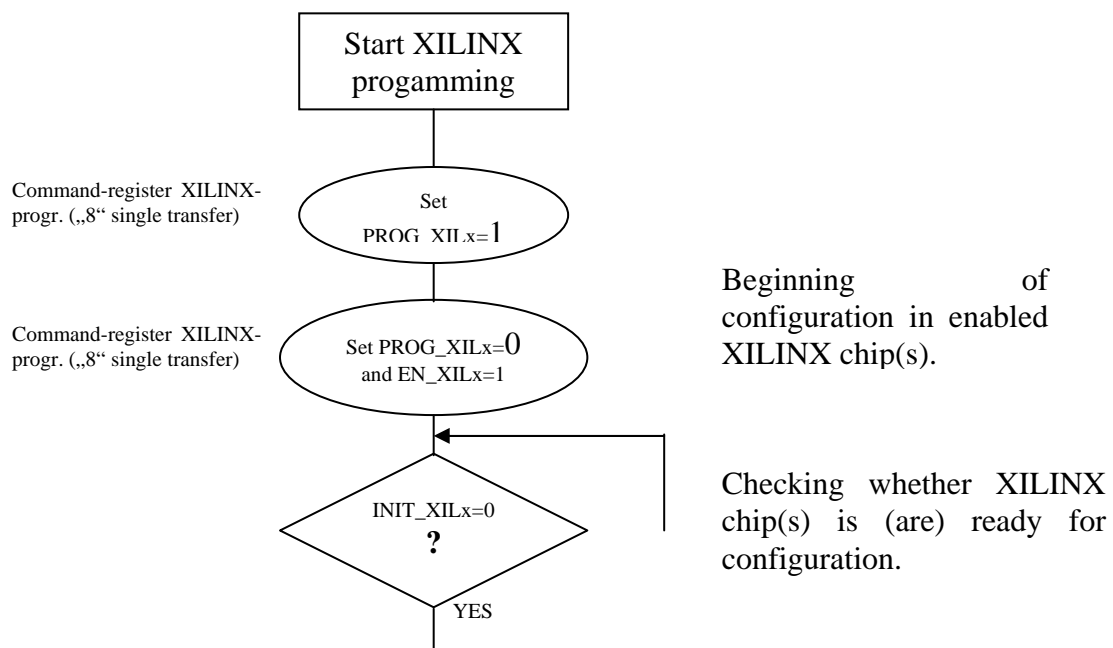 Start XILINX
progamming
Command-register XILINX-
progr. („8“ single transfer)
Set
PROG_XILx=1
Command-register XILINX-
progr. („8“ single transfer)
Set PROG_XILx=0
and EN_XILx=1
Beginning of
configuration in enabled
XILINX chip(s).
INIT_XILx=0
?
Checking whether XILINX
chip(s) is (are) ready for
configuration.
YES